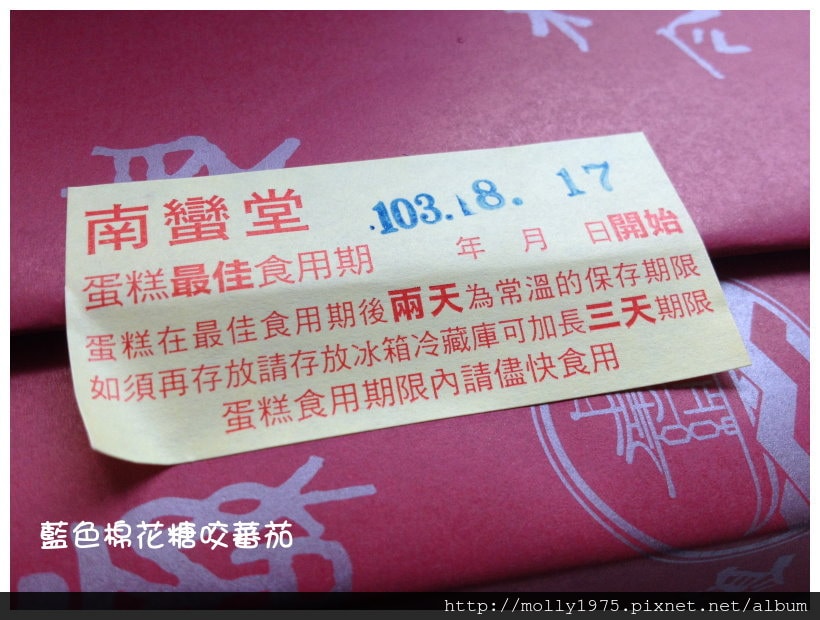 南蠻堂 103.8.17
蛋糕最佳食用期 年 月 日開始
蛋糕在最佳食用期後兩天為常溫的保存期限
如須再存放請存放冰箱冷藏庫可加長三天期限
蛋糕食用期限內請儘快食用
藍色棉花糖咬蕃茄
http://molly1975.pixnet.net/album